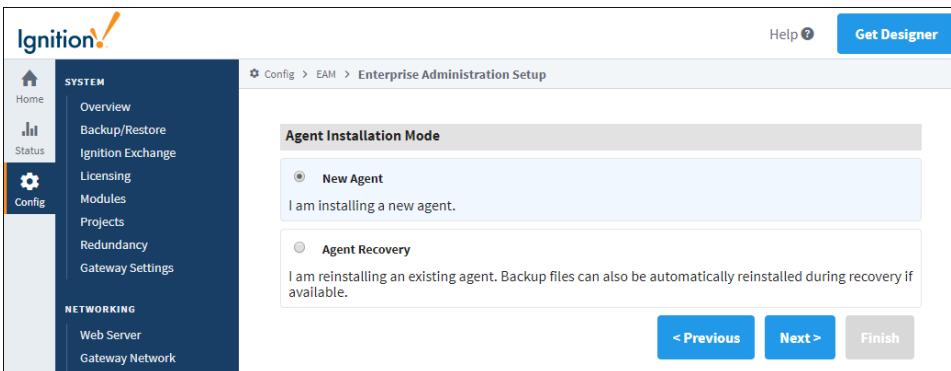 Ignition!
Help ?
Get Designer
Home
Status
Config
SYSTEM
Overview
Backup/Restore
Ignition Exchange
Licensing
Modules
Projects
Redundancy
Gateway Settings
NETWORKING
Web Server
Gateway Network
Config > EAM > Enterprise Administration Setup
Agent Installation Mode
New Agent
I am installing a new agent.
Agent Recovery
I am reinstalling an existing agent. Backup files can also be automatically reinstalled during recovery if
available.
< Previous
Next >
Finish